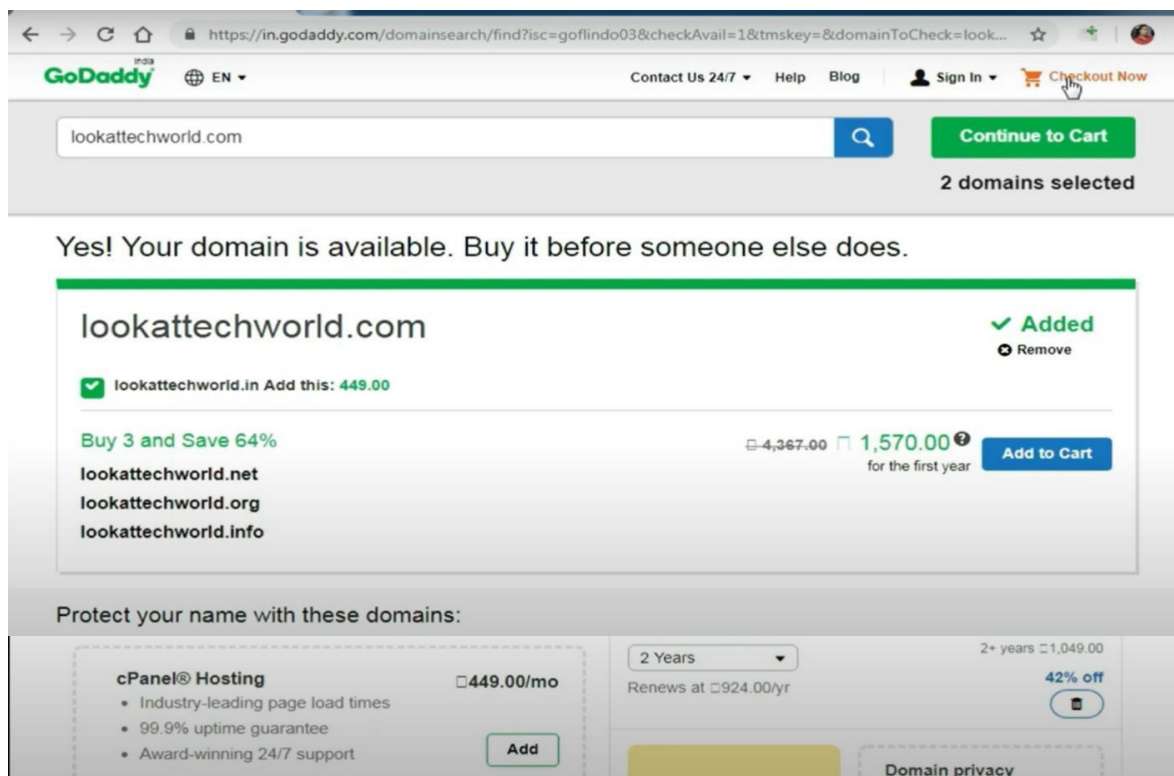 https://in.godaddy.com/domainsearch/find?isc=goflindo03&checkAvail=1&tmskey=&domainToCheck=look...
GoDaddy India EN Contact Us 24/7 Help Blog Sign In Checkout Now
lookattechworld.com Continue to Cart
2 domains selected
Yes! Your domain is available. Buy it before someone else does.
lookattechworld.com Added
Remove
lookattechworld.in Add this: 449.00
Buy 3 and Save 64% 4,367.00 1,570.00 Add to Cart
for the first year
lookattechworld.net
lookattechworld.org
lookattechworld.info
Protect your name with these domains:
cPanel® Hosting 449.00/mo
• Industry-leading page load times
• 99.9% uptime guarantee
• Award-winning 24/7 support
Add
2 Years 2+ years 1,049.00
Renews at 924.00/yr 42% off
Domain privacy